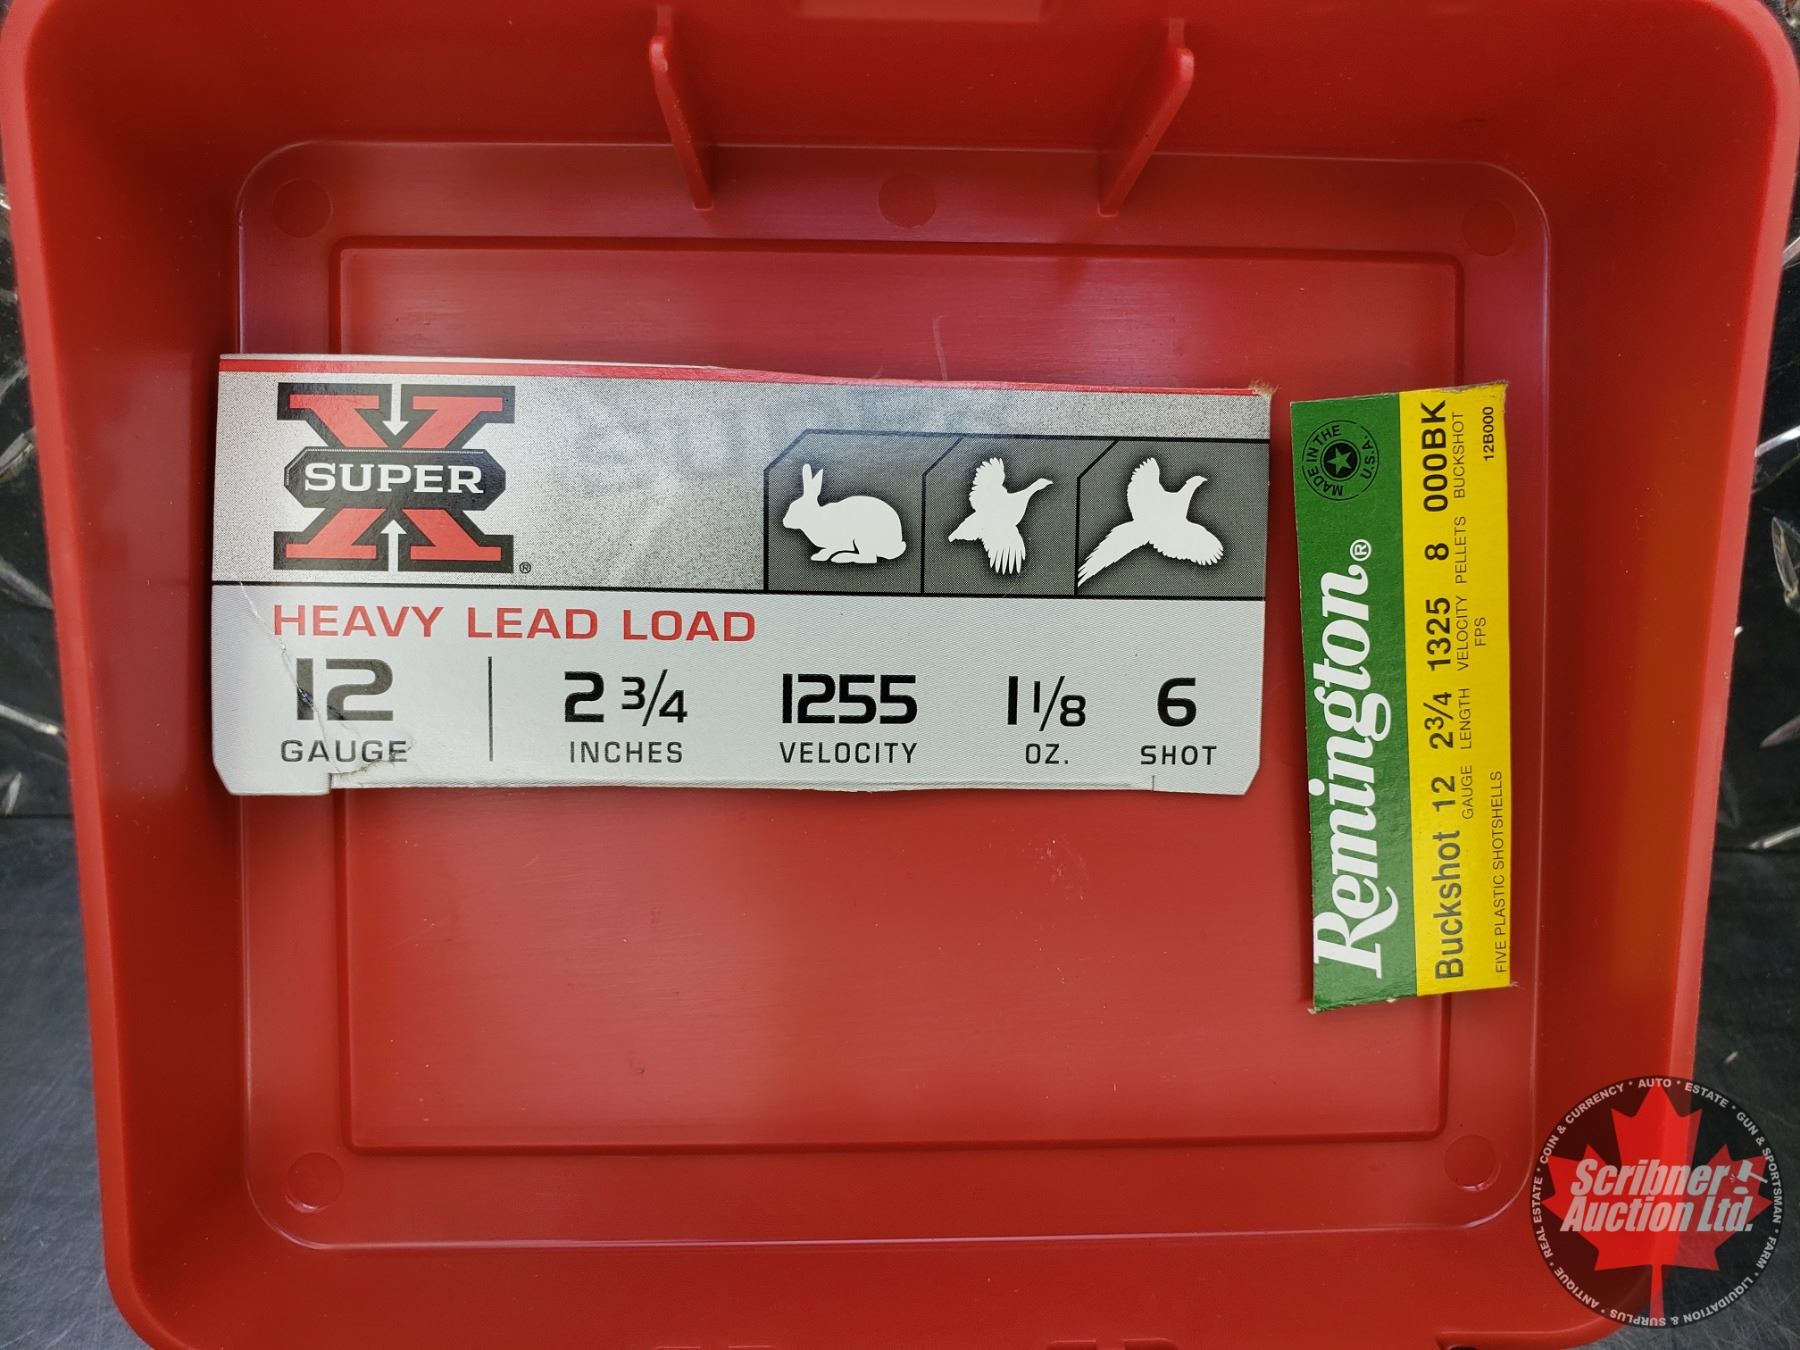 SUPER X ®
HEAVY LEAD LOAD
12 2 3/4 1255 1 1/8 6
GAUGE INCHES VELOCITY OZ. SHOT
MADE IN THE U.S.A.
Remington®
Buckshot 12 2 3/4 1325 8 000BK
GAUGE LENGTH VELOCITY FPS PELLETS BUCKSHOT
FIVE PLASTIC SHOTSHELLS 12B000
Scribner
Auction Ltd.
COIN & CURRENCY • AUTO • ESTATE • GUN & SPORTSMAN • FARM • LIQUIDATION & SURPLUS • ANTIQUE • REAL ESTATE •